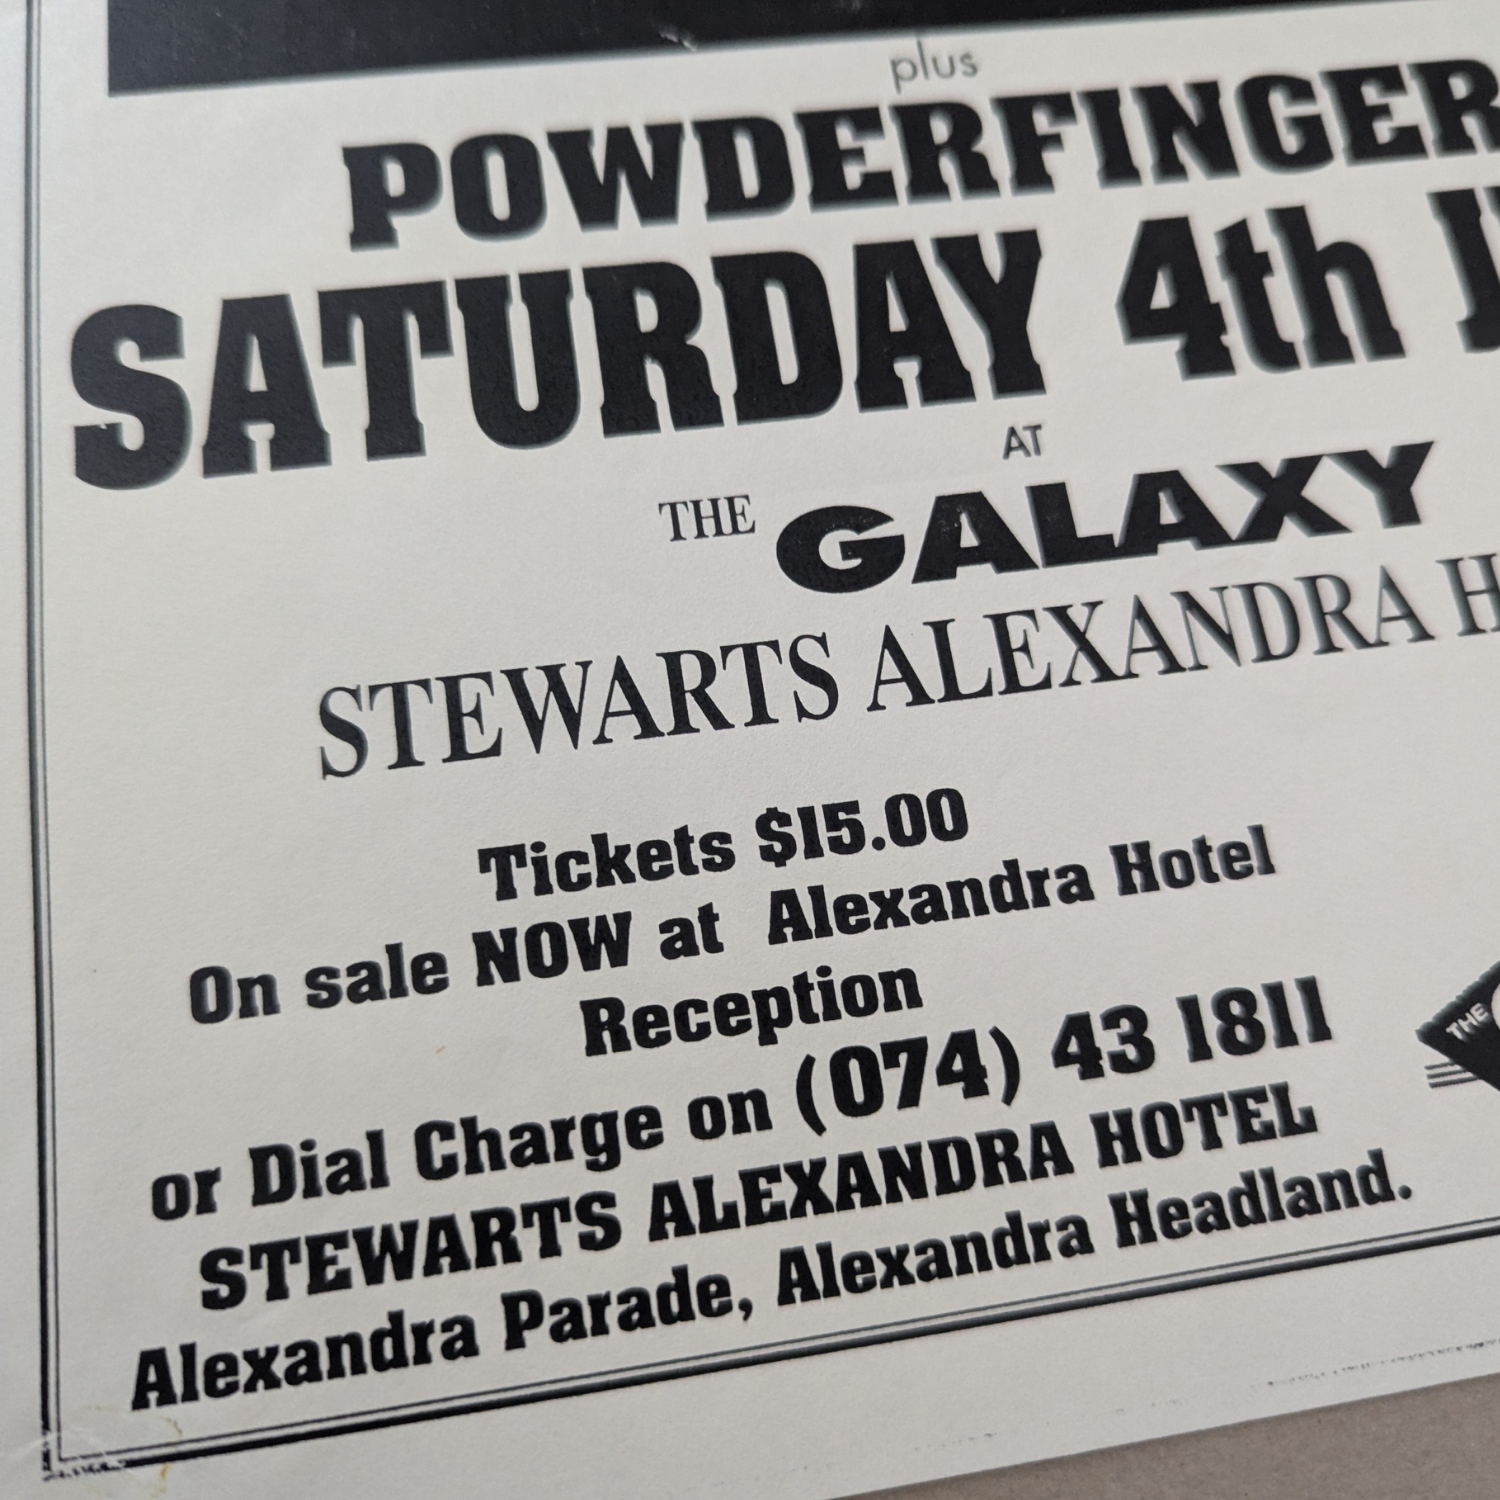 plus
POWDERFINGER
SATURDAY 4th
AT
THE GALAXY
STEWARTS ALEXANDRA H
Tickets $15.00
On sale NOW at Alexandra Hotel
Reception
or Dial Charge on (074) 43 1811
STEWARTS ALEXANDRA HOTEL
Alexandra Parade, Alexandra Headland.
THE